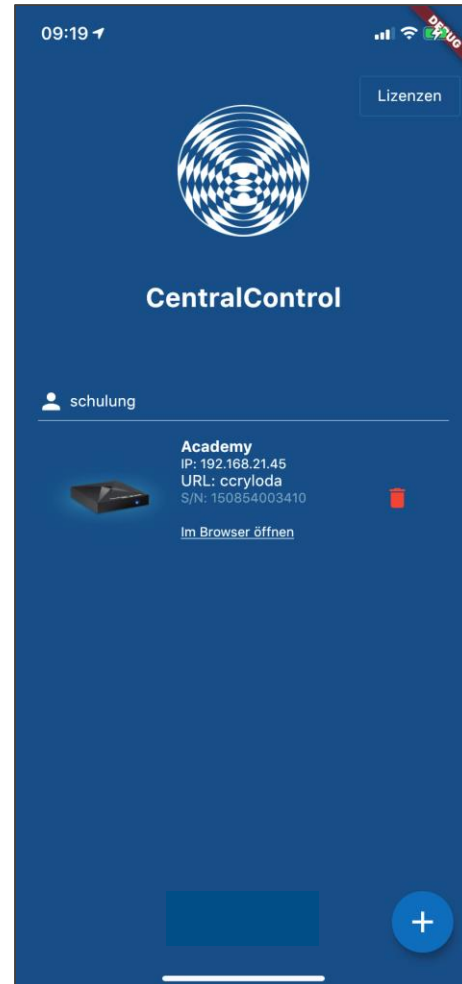 09:19
DEBUG
Lizenzen
CentralControl
schulung
Academy
IP: 192.168.21.45
URL: ccryloda
S/N: 150854003410
Im Browser öffnen